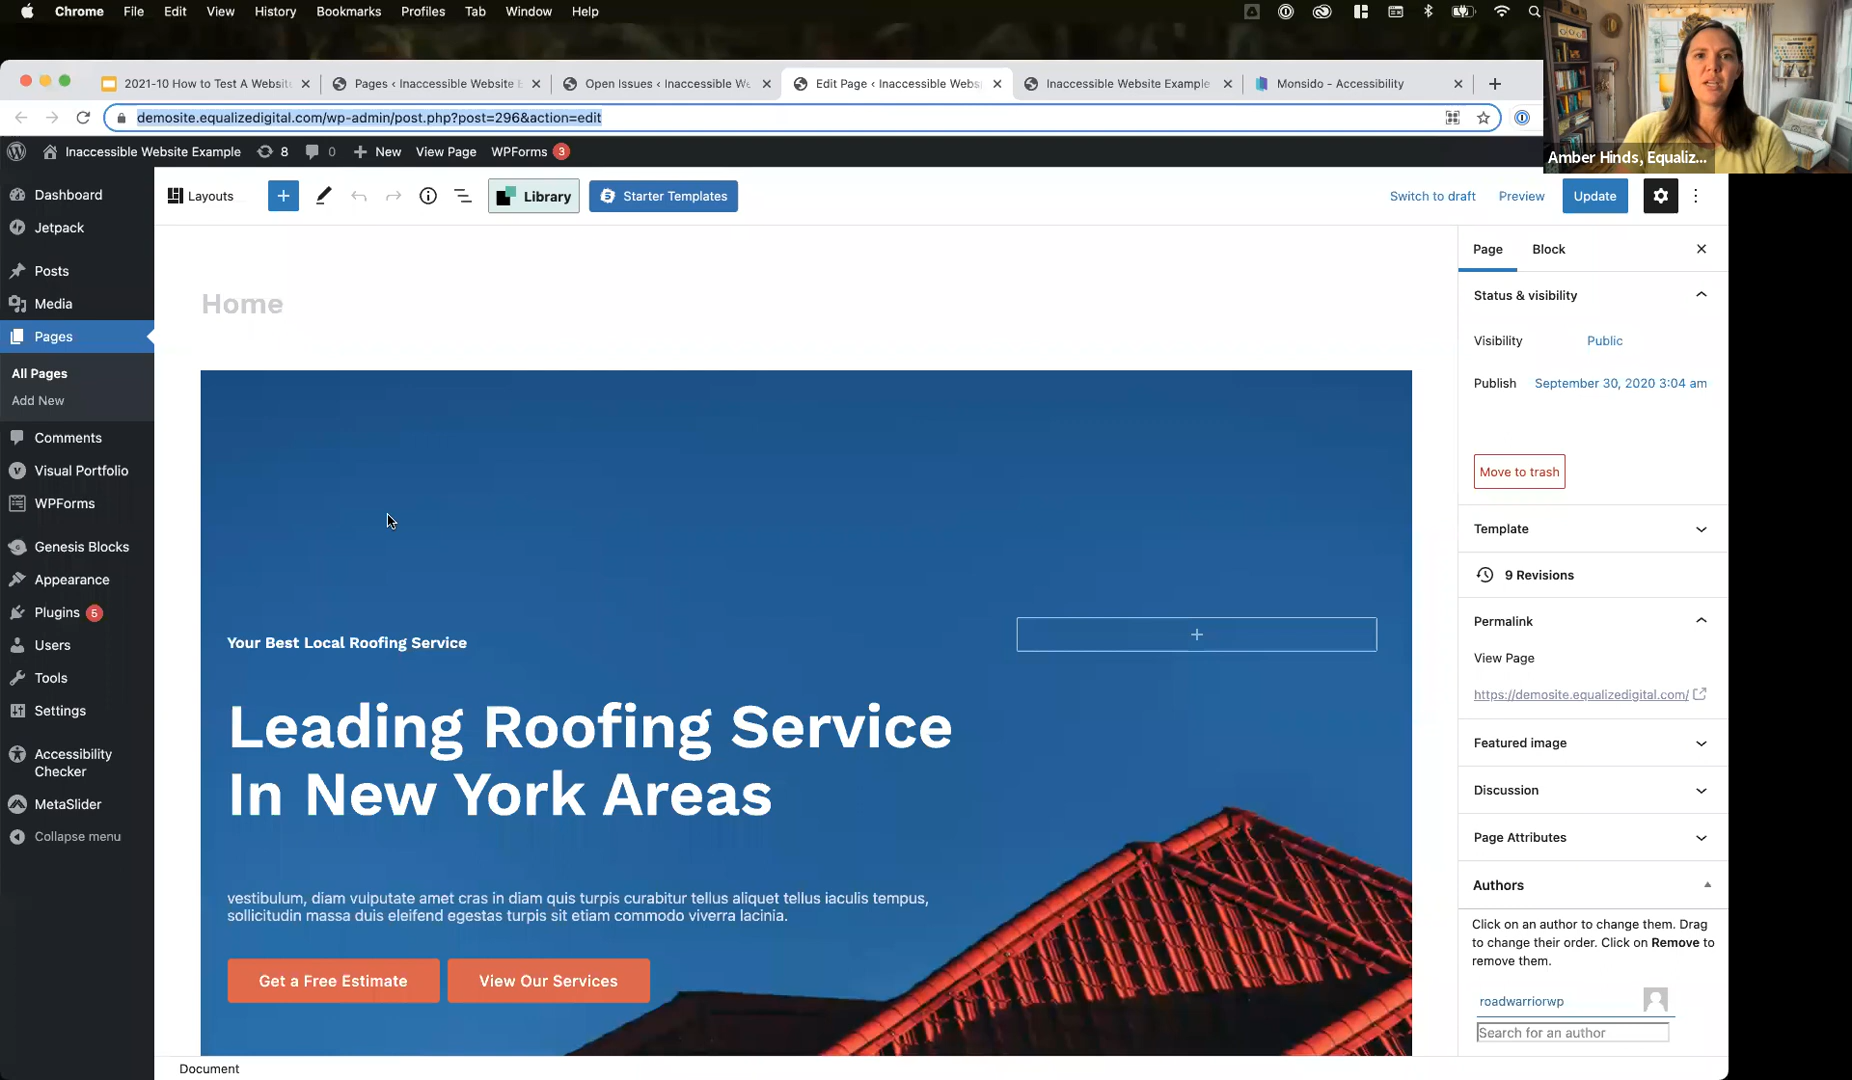 Chrome File Edit View History Bookmarks Profiles Tab Window Help
2021-10 How to Test A Website
Pages ‹ Inaccessible Website E
Open Issues ‹ Inaccessible We
Edit Page ‹ Inaccessible Webs
Inaccessible Website Example
Monsido - Accessibility
demosite.equalizedigital.com/wp-admin/post.php?post=296&action=edit
Amber Hinds, Equaliz...
Inaccessible Website Example 8 0 New View Page WPForms 3
Layouts Library Starter Templates Switch to draft Preview Update
Dashboard
Jetpack
Posts
Media
Pages
All Pages
Add New
Comments
Visual Portfolio
WPForms
Genesis Blocks
Appearance
Plugins 5
Users
Tools
Settings
Accessibility
Checker
MetaSlider
Collapse menu
Home
Your Best Local Roofing Service
Leading Roofing Service
In New York Areas
vestibulum, diam vulputate amet cras in diam quis turpis curabitur tellus aliquet tellus iaculis tempus,
sollicitudin massa duis eleifend egestas turpis sit etiam commodo viverra lacinia.
Get a Free Estimate
View Our Services
Page Block
Status & visibility
Visibility Public
Publish September 30, 2020 3:04 am
Move to trash
Template
9 Revisions
Permalink
View Page
https://demosite.equalizedigital.com/
Featured image
Discussion
Page Attributes
Authors
Click on an author to change them. Drag
to change their order. Click on Remove to
remove them.
roadwarriorwp
Search for an author
Document